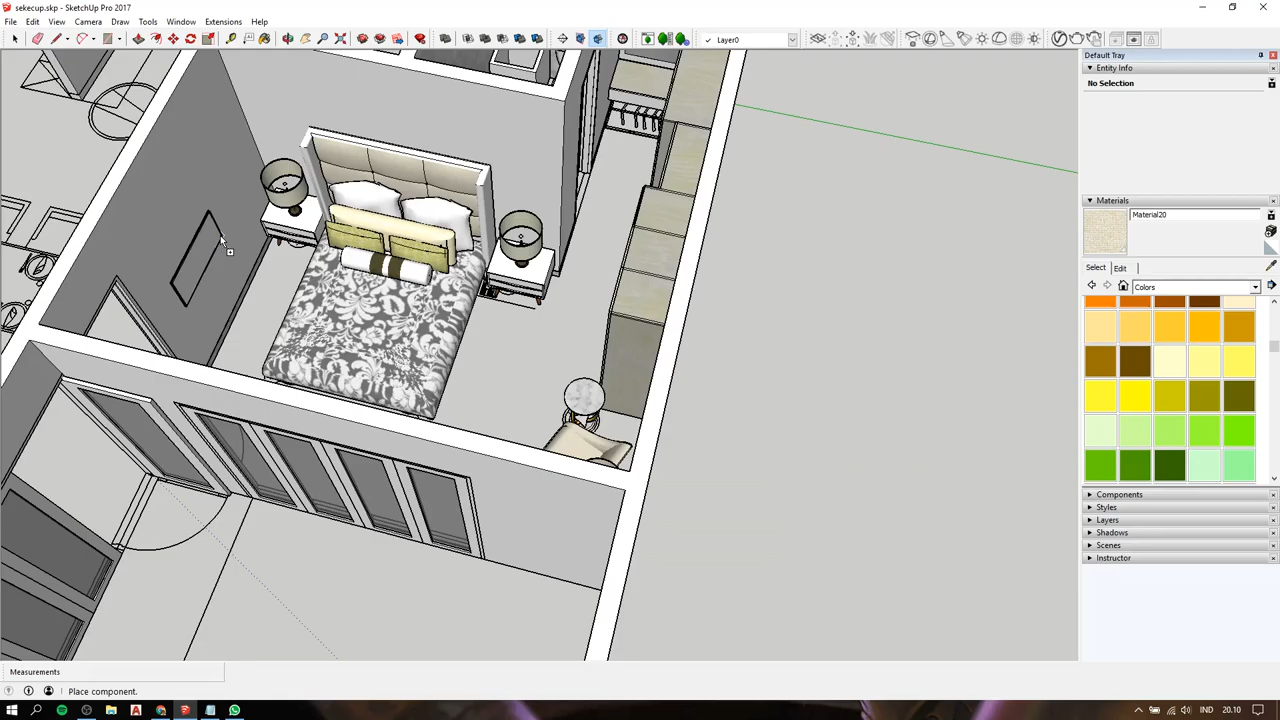 sekecup.skp - SketchUp Pro 2017
File Edit View Camera Draw Tools Window Extensions Help
Layer0
Default Tray
Entity Info
No Selection
Materials
Material20
Select Edit
Colors
Components
Styles
Layers
Shadows
Scenes
Instructor
Measurements
Place component.
IND 20.10